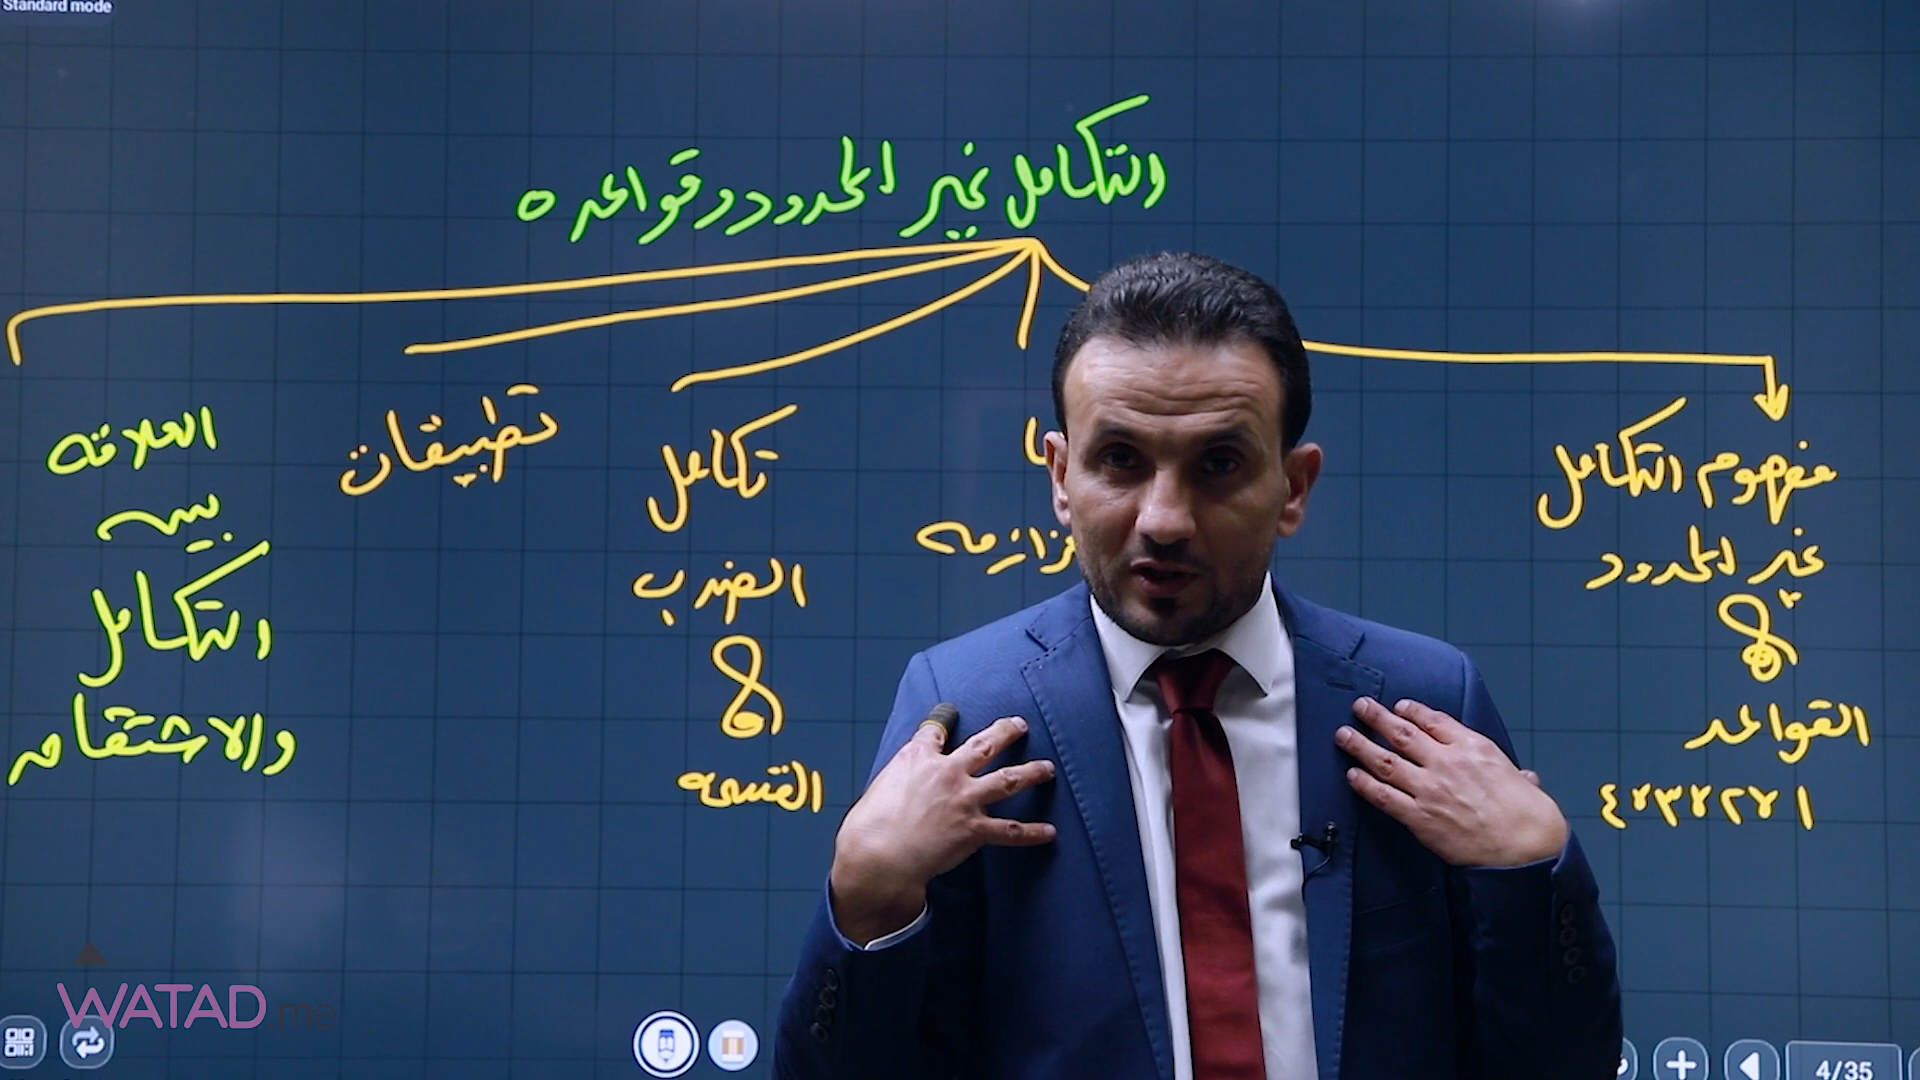 Standard mode
التكامل غير المحدود وقواعده
مفهوم التكامل
غير المحدود
&
القواعد
١، ٢، ٣، ٤
تكامل
الضرب
&
القسمة
تطبيقات
العلاقة
بين
التكامل
والاشتقاق
WATAD.me
4/35